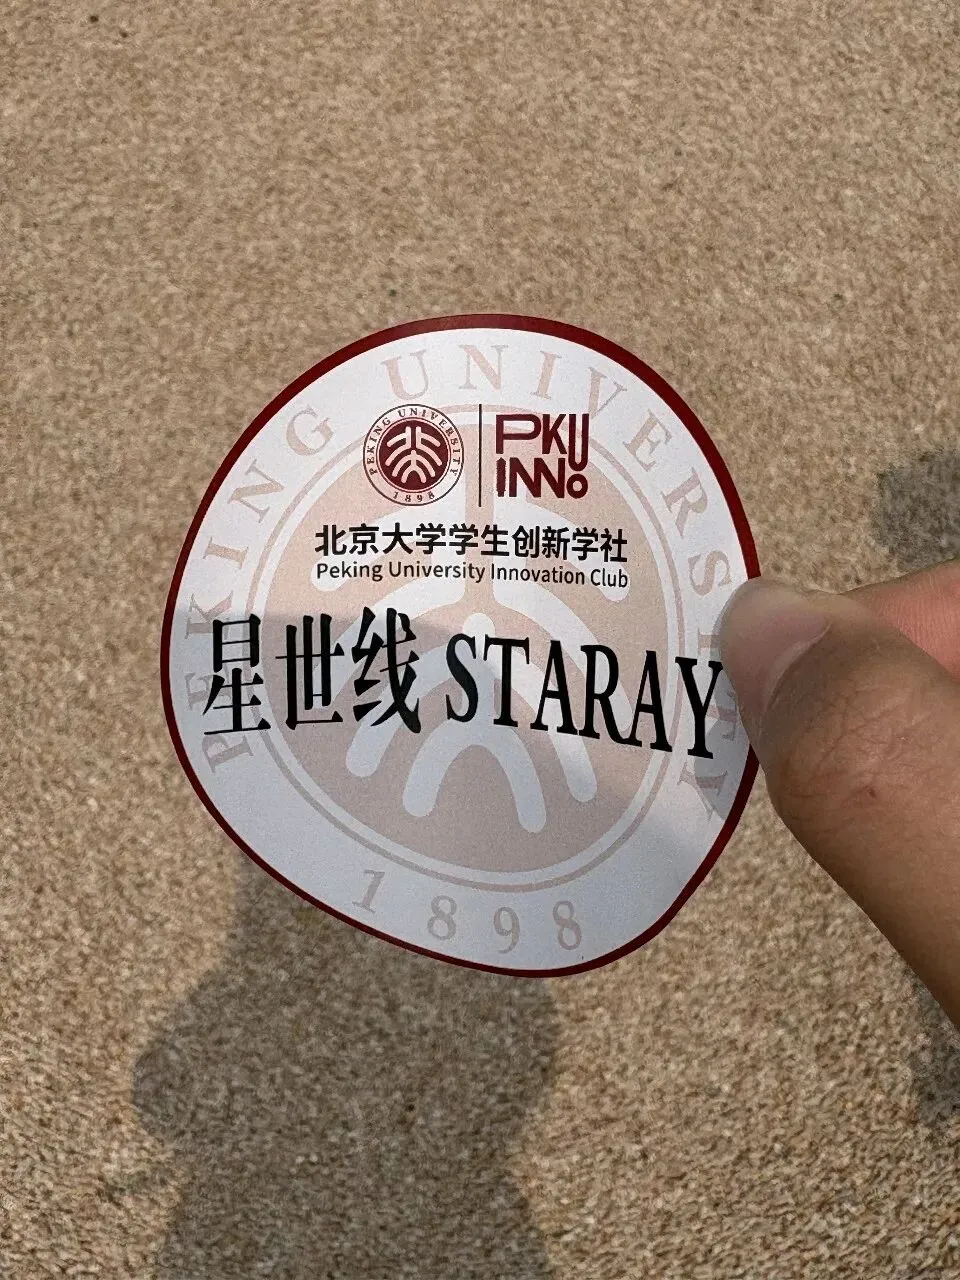 PEKING UNIVERSITY
PEKING UNIVERSITY
1898
PKU
INNO
北京大学学生创新学社
Peking University Innovation Club
星世线 STARAY
1898